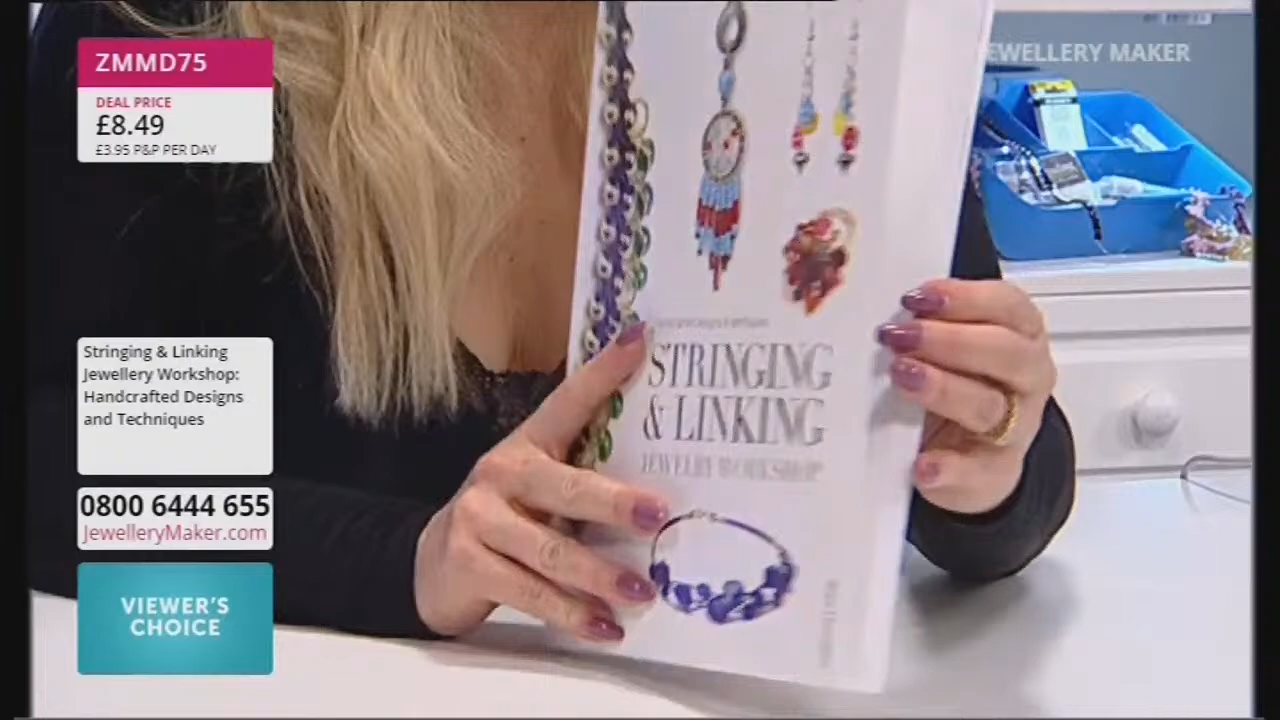 ZMMD75
DEAL PRICE
£8.49
£3.95 P&P PER DAY
JEWELLERY MAKER
Stringing & Linking
Jewellery Workshop:
Handcrafted Designs
and Techniques
0800 6444 655
JewelleryMaker.com
VIEWER'S
CHOICE
STRINGING
& LINKING
JEWELRY WORKSHOP